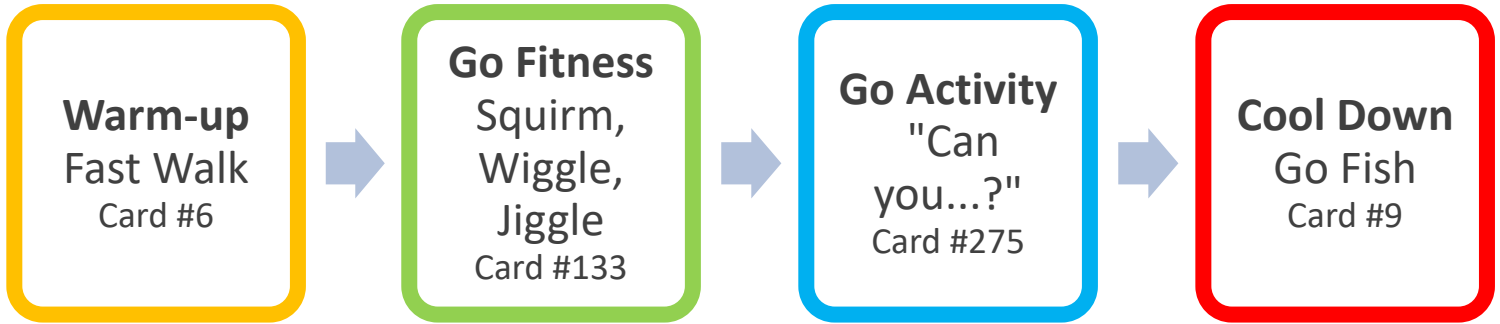 Warm-up
Fast Walk
Card #6
Go Fitness
Squirm,
Wiggle,
Jiggle
Card #133
Go Activity
"Can
you...?"
Card #275
Cool Down
Go Fish
Card #9